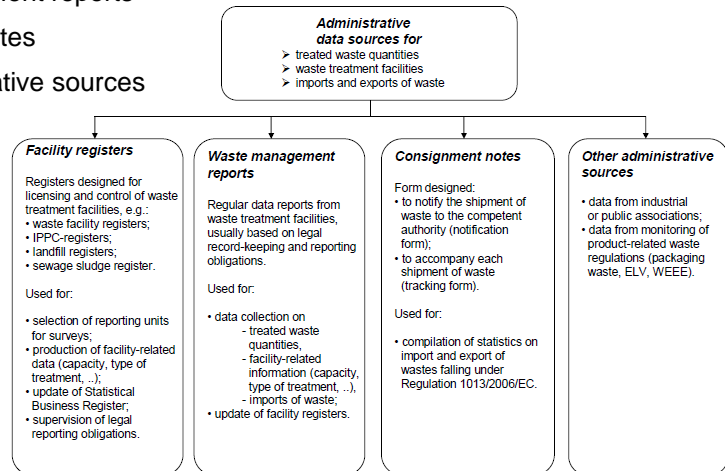 ment reports
tes
ative sources
Administrative
data sources for
➢ treated waste quantities
➢ waste treatment facilities
➢ imports and exports of waste
Facility registers
Registers designed for
licensing and control of waste
treatment facilities, e.g.:
• waste facility registers;
• IPPC-registers;
• landfill registers;
• sewage sludge register.
Used for:
• selection of reporting units
for surveys;
• production of facility-related
data (capacity, type of
treatment, ..);
• update of Statistical
Business Register;
• supervision of legal
reporting obligations.
Waste management
reports
Regular data reports from
waste treatment facilities,
usually based on legal
record-keeping and reporting
obligations.
Used for:
• data collection on
- treated waste
quantities,
- facility-related
information (capacity,
type of treatment, ..),
- imports of waste;
• update of facility registers.
Consignment notes
Form designed:
• to notify the shipment of
waste to the competent
authority (notification
form);
• to accompany each
shipment of waste
(tracking form).
Used for:
• compilation of statistics on
import and export of
wastes falling under
Regulation 1013/2006/EC.
Other administrative
sources
• data from industrial
or public associations;
• data from monitoring of
product-related waste
regulations (packaging
waste, ELV, WEEE).